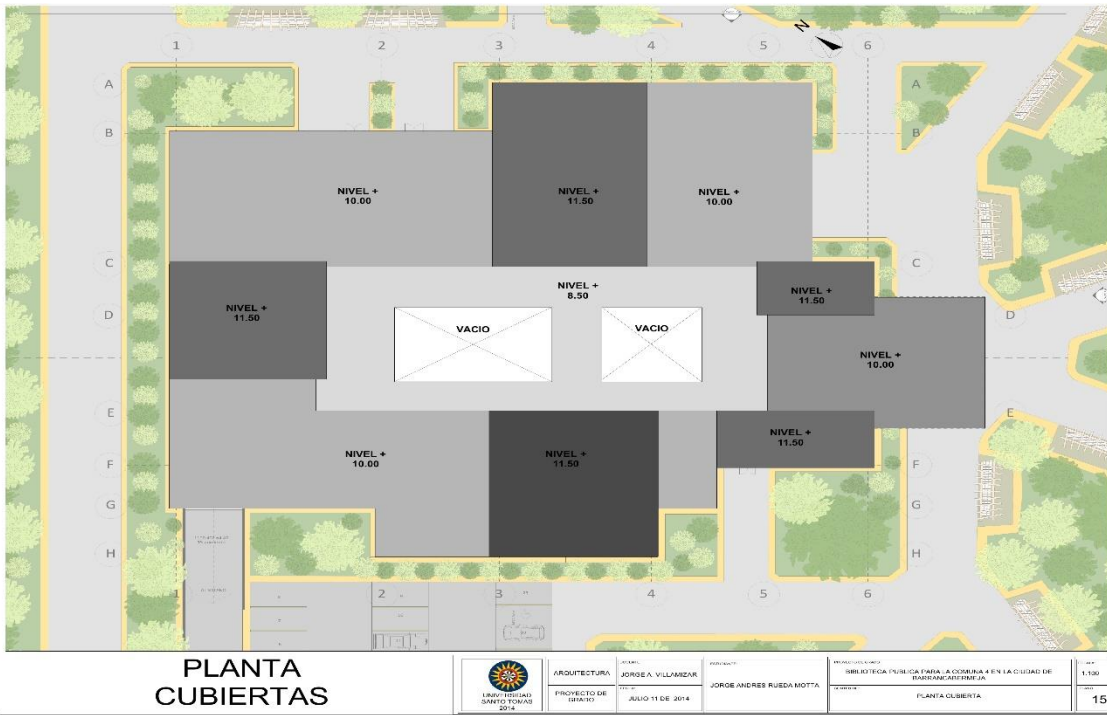 N
1 2 3 4 5 6
A A
B B
NIVEL +
10.00
NIVEL +
11.50
NIVEL +
10.00
C C
NIVEL +
8.50
NIVEL +
11.50
NIVEL +
11.50
D D
VACIO
VACIO
NIVEL +
10.00
E E
NIVEL +
10.00
NIVEL +
11.50
NIVEL +
11.50
F F
G G
H H
1 2 3 4 5 6
PLANTA
CUBIERTAS
UNIVERSIDAD
SANTO TOMAS
2014
ARQUITECTURA
PROYECTO DE
GRADO
JORGE A. VILLAMIZAR
JULIO 11 DE 2014
JORGE ANDRES RUEDA MOTTA
BIBLIOTECA PUBLICA PARA LA COMUNA 4 EN LA CIUDAD DE
BARRANCABERMEJA
PLANTA CUBIERTA
15